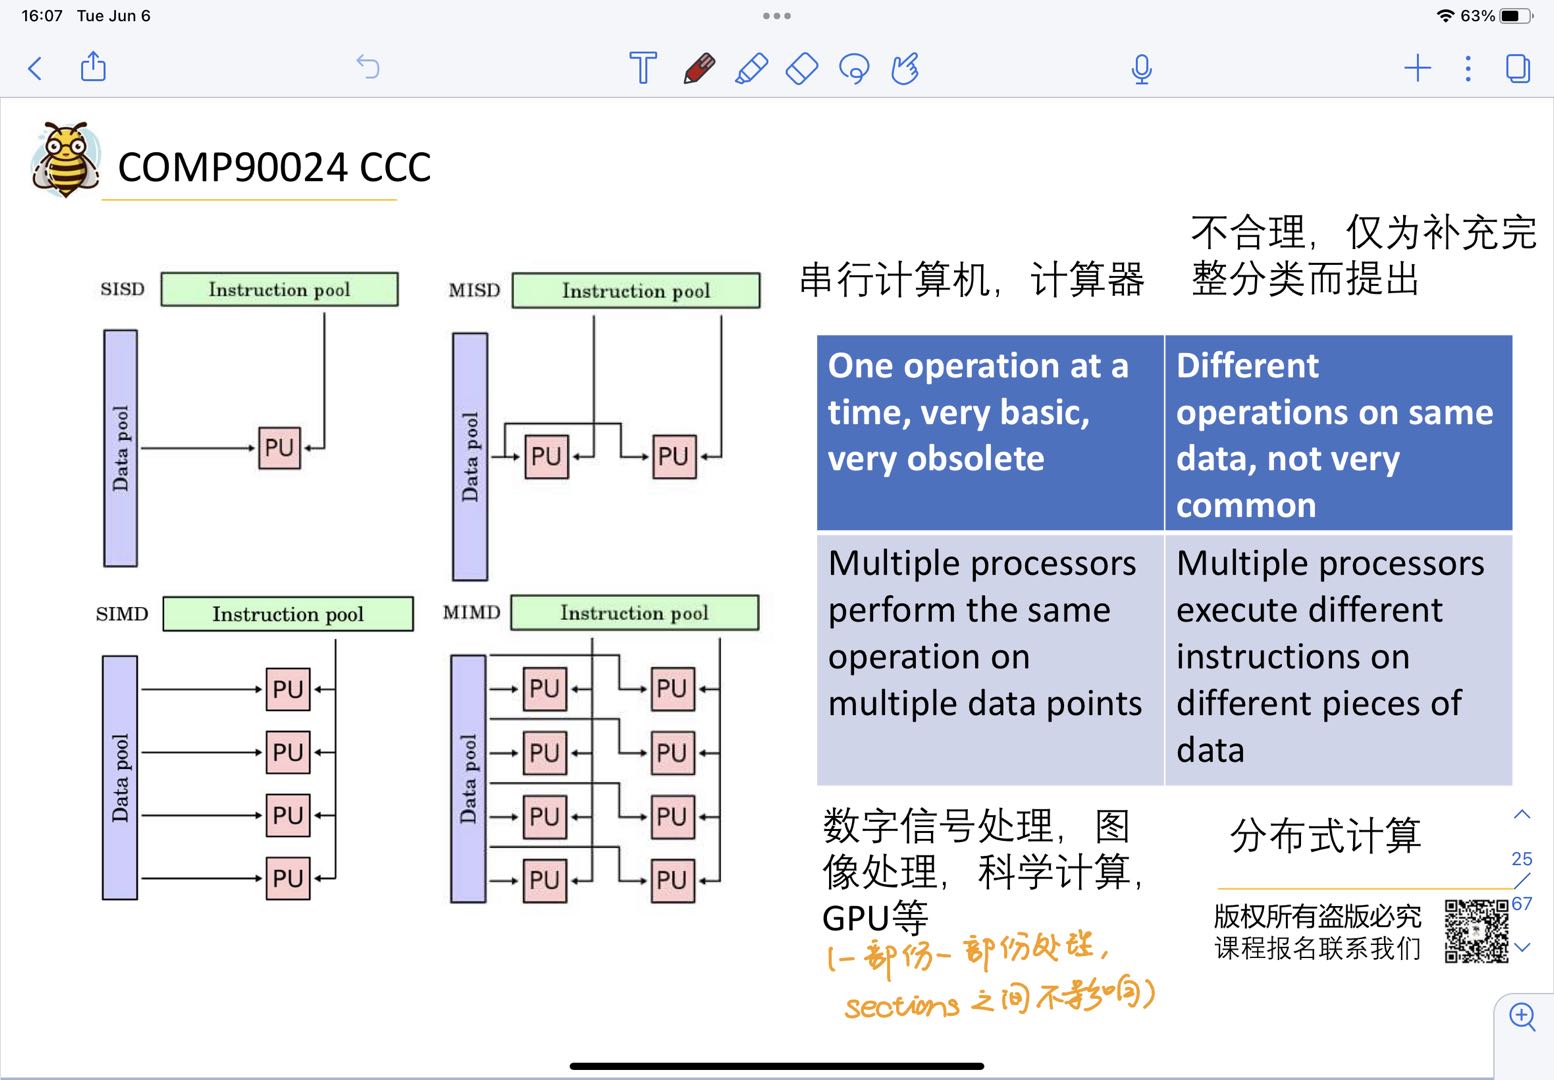 16:07 Tue Jun 6
63%
COMP90024 CCC
不合理，仅为补充完
整分类而提出
串行计算机，计算器
SISD
Instruction pool
Data pool
PU
MISD
Instruction pool
Data pool
PU
PU
One operation at a
time, very basic,
very obsolete
Different
operations on same
data, not very
common
SIMD
Instruction pool
Data pool
PU
PU
PU
PU
MIMD
Instruction pool
Data pool
PU
PU
PU
PU
PU
PU
PU
PU
Multiple processors
perform the same
operation on
multiple data points
Multiple processors
execute different
instructions on
different pieces of
data
数字信号处理，图
像处理，科学计算，
GPU等
(一部份一部份处理,
sections 之间不影响)
分布式计算
25
67
版权所有盗版必究
课程报名联系我们